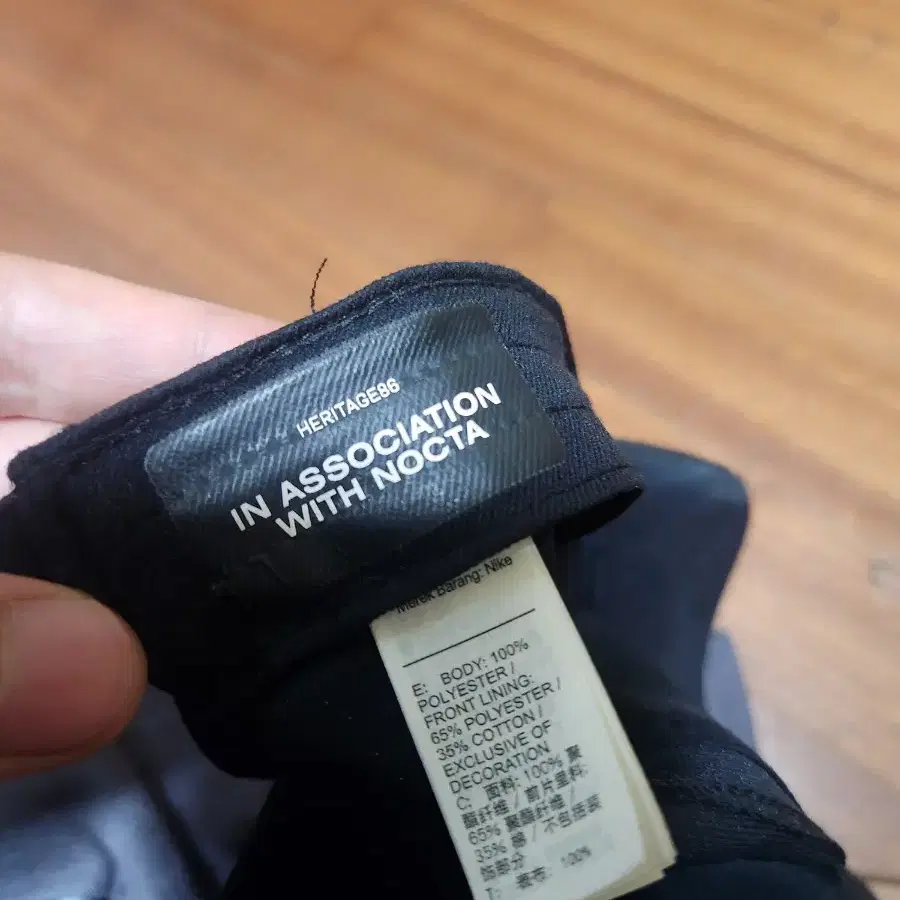 HERITAGE86
IN ASSOCIATION
WITH NOCTA
Merek Barang: Nike
E: BODY: 100%
POLYESTER /
FRONT LINING:
65% POLYESTER /
35% COTTON /
EXCLUSIVE OF
DECORATION
C: 面料: 100% 聚
酯纤维 / 前片里料:
65% 聚酯纤维 /
35% 棉 / 不包括装
饰部分
T: 表布: 100%